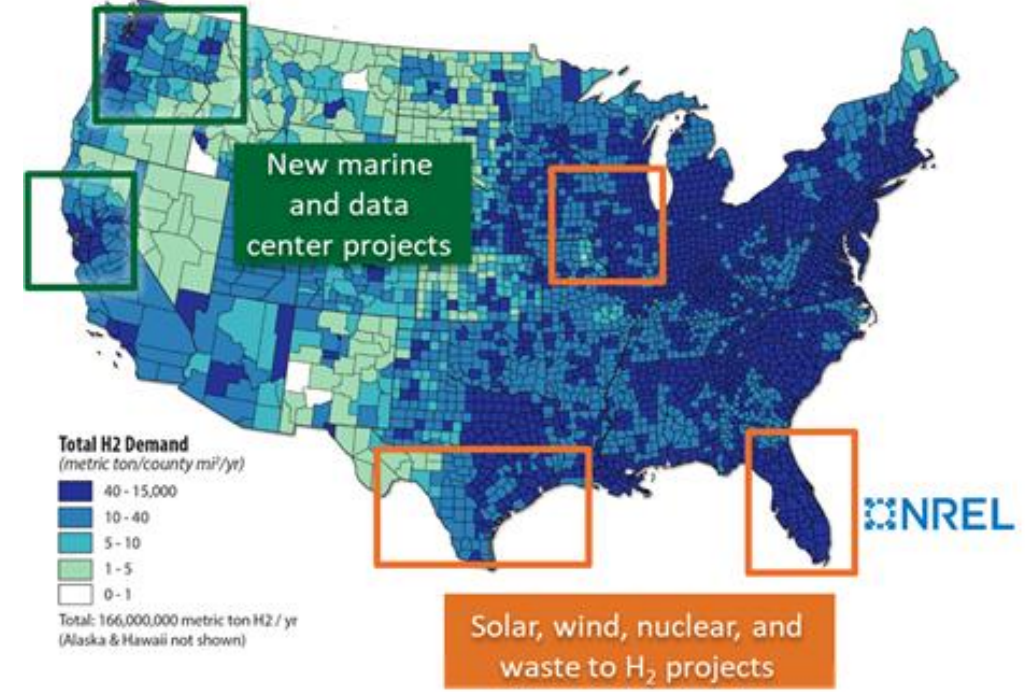 New marine
and data
center projects
Total H2 Demand
(metric ton/county mi²/yr)
40 - 15,000
10 - 40
5 - 10
1 - 5
0 - 1
Total: 166,000,000 metric ton H2 / yr
(Alaska & Hawaii not shown)
NREL
Solar, wind, nuclear, and
waste to H₂ projects